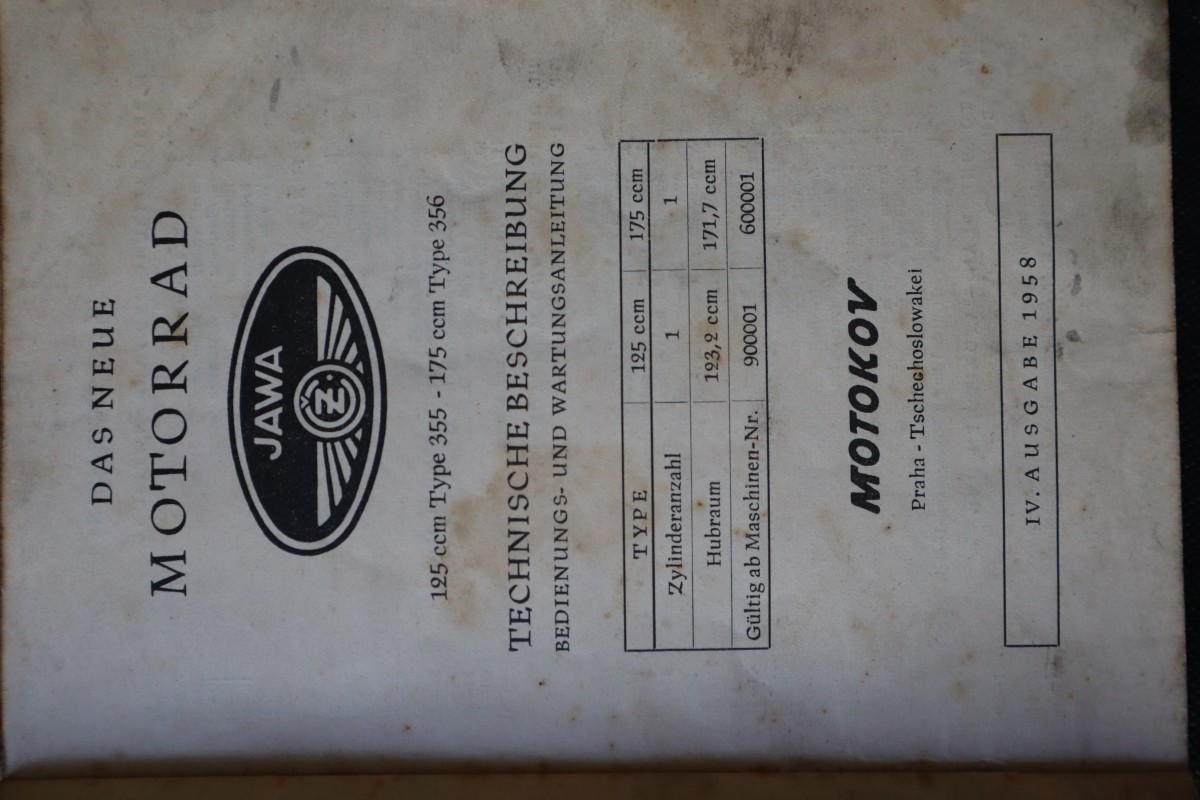 DAS NEUE
MOTORRAD
JAWA
ČZ
125 ccm Type 355 - 175 ccm Type 356
TECHNISCHE BESCHREIBUNG
BEDIENUNGS- UND WARTUNGSANLEITUNG
TYPE 125 ccm 175 ccm
Zylinderanzahl 1 1
Hubraum 123,2 ccm 171,7 ccm
Gültig ab Maschinen-Nr. 900001 600001
MOTOKOV
Praha - Tschechoslowakei
IV. AUSGABE 1958